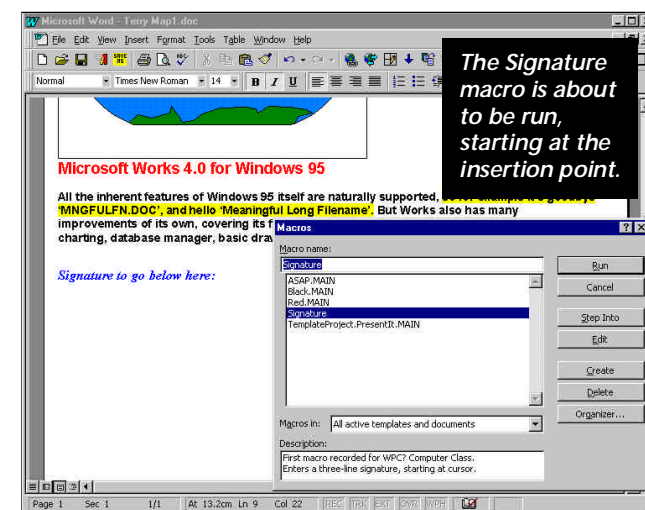 Microsoft Word - Terry Map1.doc
File Edit View Insert Format Tools Table Window Help
Normal Times New Roman 14 B I U
The Signature
macro is about
to be run,
starting at the
insertion point.
Microsoft Works 4.0 for Windows 95
All the inherent features of Windows 95 itself are naturally supported,
'MNGFULFN.DOC', and hello 'Meaningful Long Filename'. But Works also has many
improvements of its own, covering its f
charting, database manager, basic dra
Signature to go below here:
Macros
Macro name:
Signature
ASAP.MAIN
Black.MAIN
Red.MAIN
Signature
TemplateProject.PresentIt.MAIN
Run
Cancel
Step Into
Edit
Create
Delete
Organizer...
Macros in: All active templates and documents
Description:
First macro recorded for WPC? Computer Class.
Enters a three-line signature, starting at cursor.
Page 1 Sec 1 1/1 At 13.2cm Ln 9 Col 22 REC TRK EXT OVR WPH